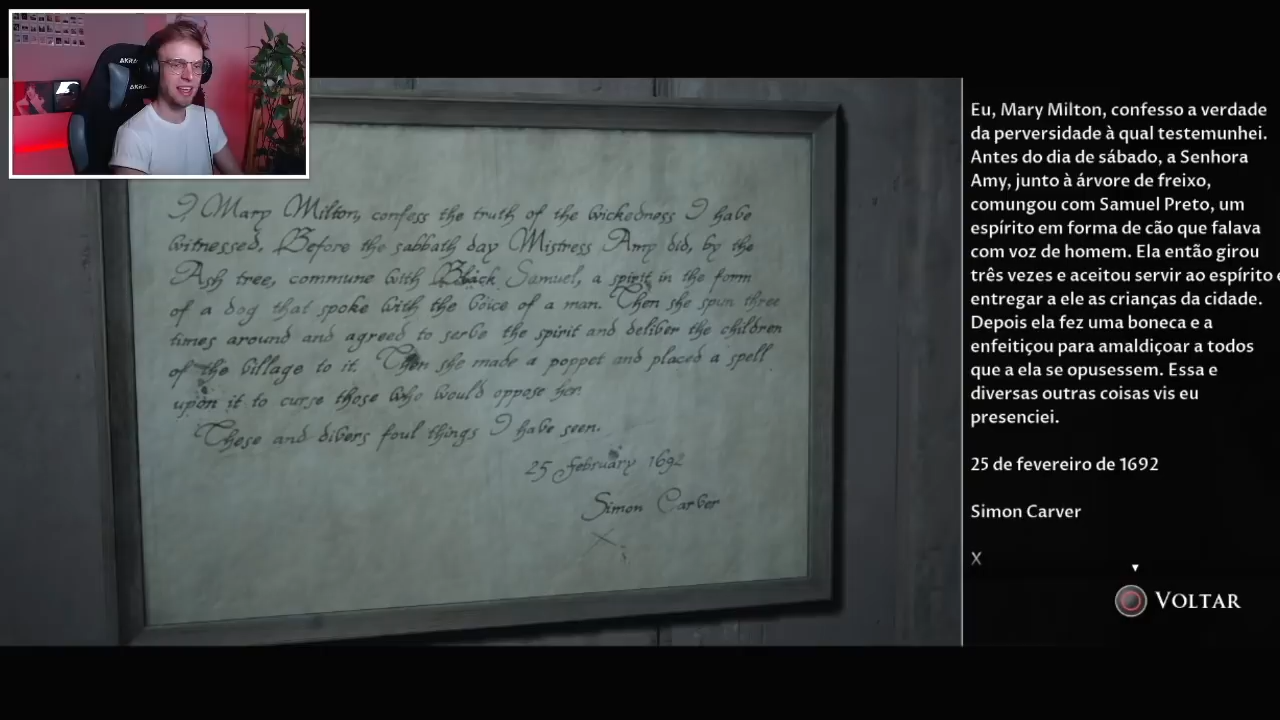 I, Mary Milton, confess the truth of the wickedness I have
witnessed. Before the sabbath day Mistress Amy did, by the
Ash tree, commune with Black Samuel, a spirit in the form
of a dog that spoke with the voice of a man. Then she spun three
times around and agreed to serve the spirit and deliver the children
of the village to it. Then she made a poppet and placed a spell
upon it to curse those who would oppose her.
These and divers foul things I have seen.
25 February 1692
Simon Carver
X
Eu, Mary Milton, confesso a verdade
da perversidade à qual testemunhei.
Antes do dia de sábado, a Senhora
Amy, junto à árvore de freixo,
comungou com Samuel Preto, um
espírito em forma de cão que falava
com voz de homem. Ela então girou
três vezes e aceitou servir ao espírito e
entregar a ele as crianças da cidade.
Depois ela fez uma boneca e a
enfeitiçou para amaldiçoar a todos
que a ela se opusessem. Essa e
diversas outras coisas vis eu
presenciei.
25 de fevereiro de 1692
Simon Carver
X
VOLTAR